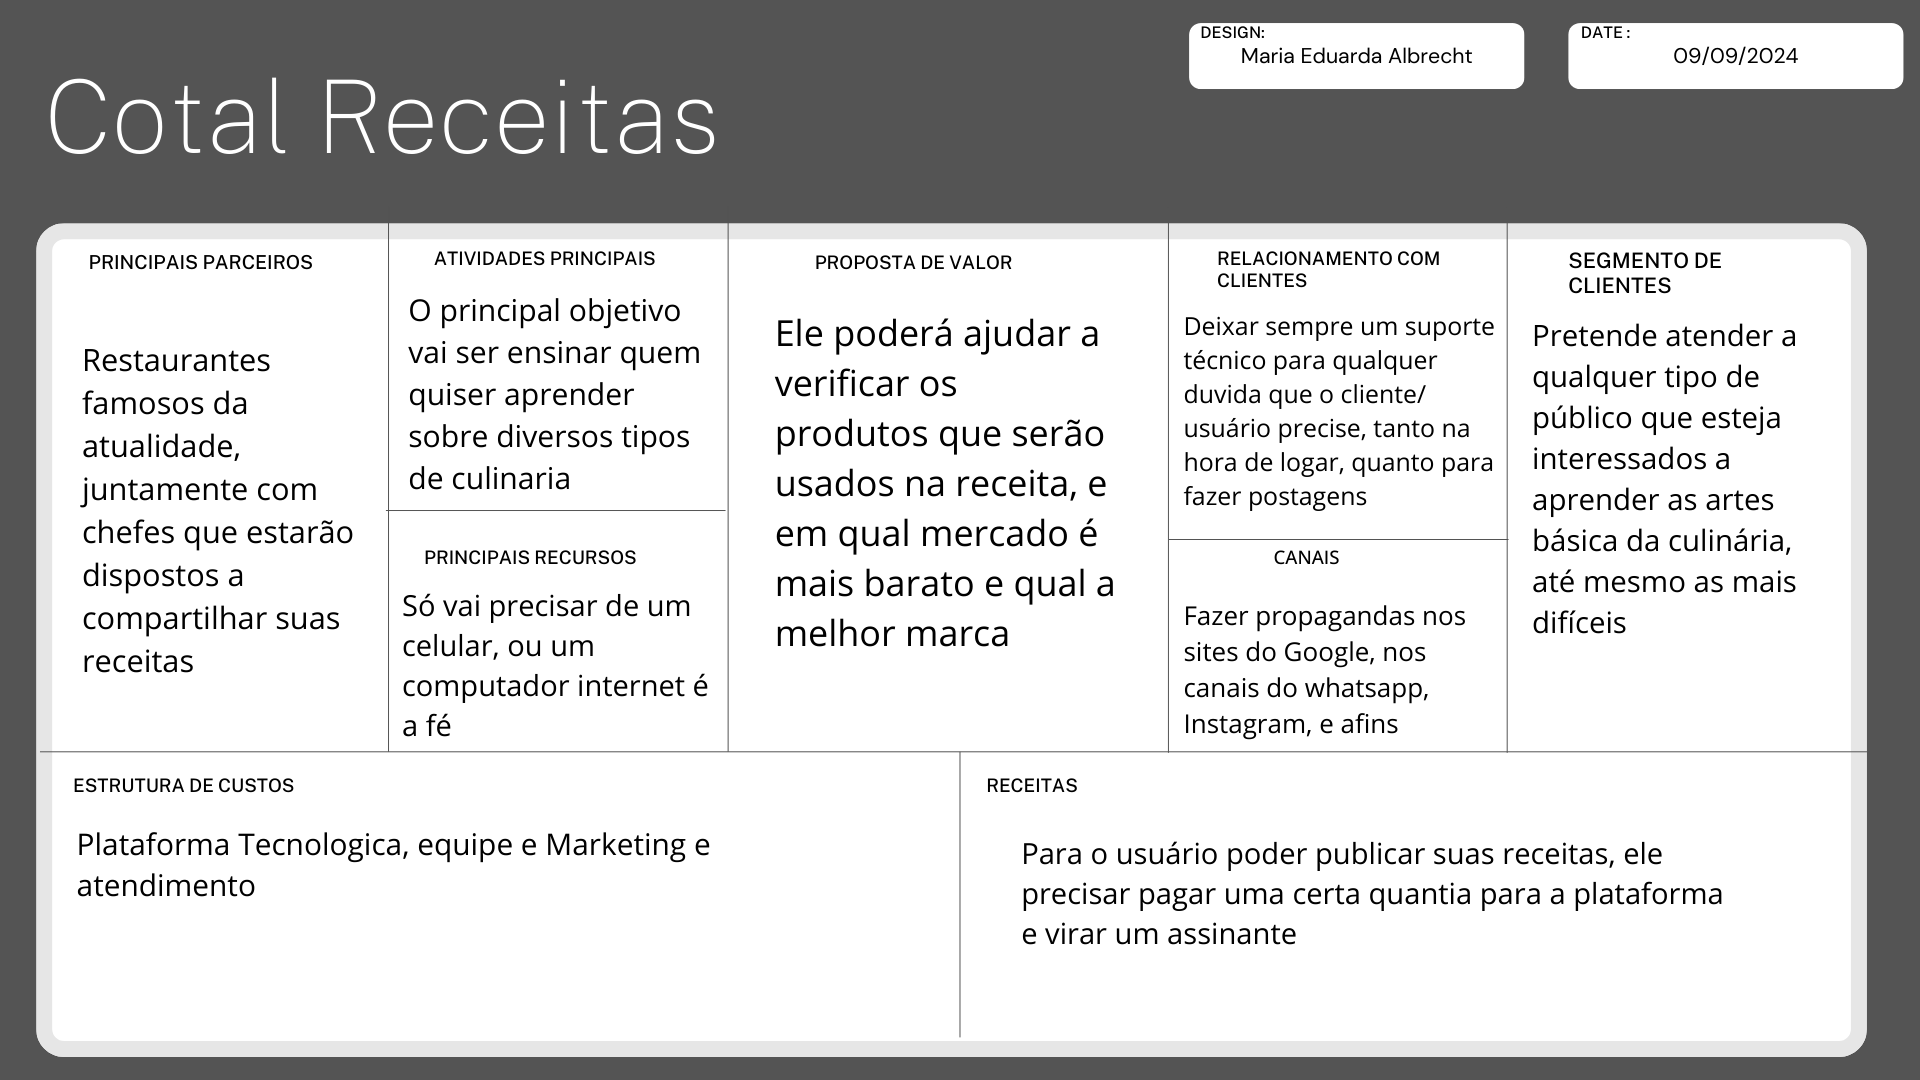 DESIGN:
Maria Eduarda Albrecht
DATE :
09/09/2024
Cotal Receitas
PRINCIPAIS PARCEIROS
Restaurantes
famosos da
atualidade,
juntamente com
chefes que estarão
dispostos a
compartilhar suas
receitas
ATIVIDADES PRINCIPAIS
O principal objetivo
vai ser ensinar quem
quiser aprender
sobre diversos tipos
de culinaria
PRINCIPAIS RECURSOS
Só vai precisar de um
celular, ou um
computador internet é
a fé
PROPOSTA DE VALOR
Ele poderá ajudar a
verificar os
produtos que serão
usados na receita, e
em qual mercado é
mais barato e qual a
melhor marca
RELACIONAMENTO COM
CLIENTES
Deixar sempre um suporte
técnico para qualquer
duvida que o cliente/
usuário precise, tanto na
hora de logar, quanto para
fazer postagens
CANAIS
Fazer propagandas nos
sites do Google, nos
canais do whatsapp,
Instagram, e afins
SEGMENTO DE
CLIENTES
Pretende atender a
qualquer tipo de
público que esteja
interessados a
aprender as artes
básica da culinária,
até mesmo as mais
difíceis
ESTRUTURA DE CUSTOS
Plataforma Tecnologica, equipe e Marketing e
atendimento
RECEITAS
Para o usuário poder publicar suas receitas, ele
precisar pagar uma certa quantia para a plataforma
e virar um assinante